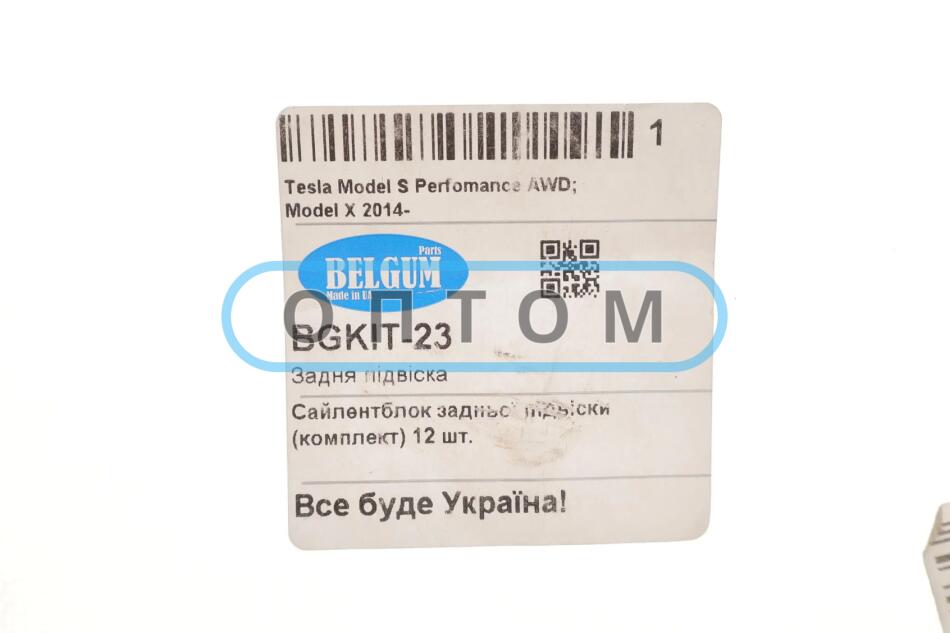 1
Tesla Model S Perfomance AWD;
Model X 2014-
Parts
BELGUM
Made in UA
ОПТОМ
BGKIT-23
Задня підвіска
Сайлентблок задньої підвіски
(комплект) 12 шт.
Все буде Україна!